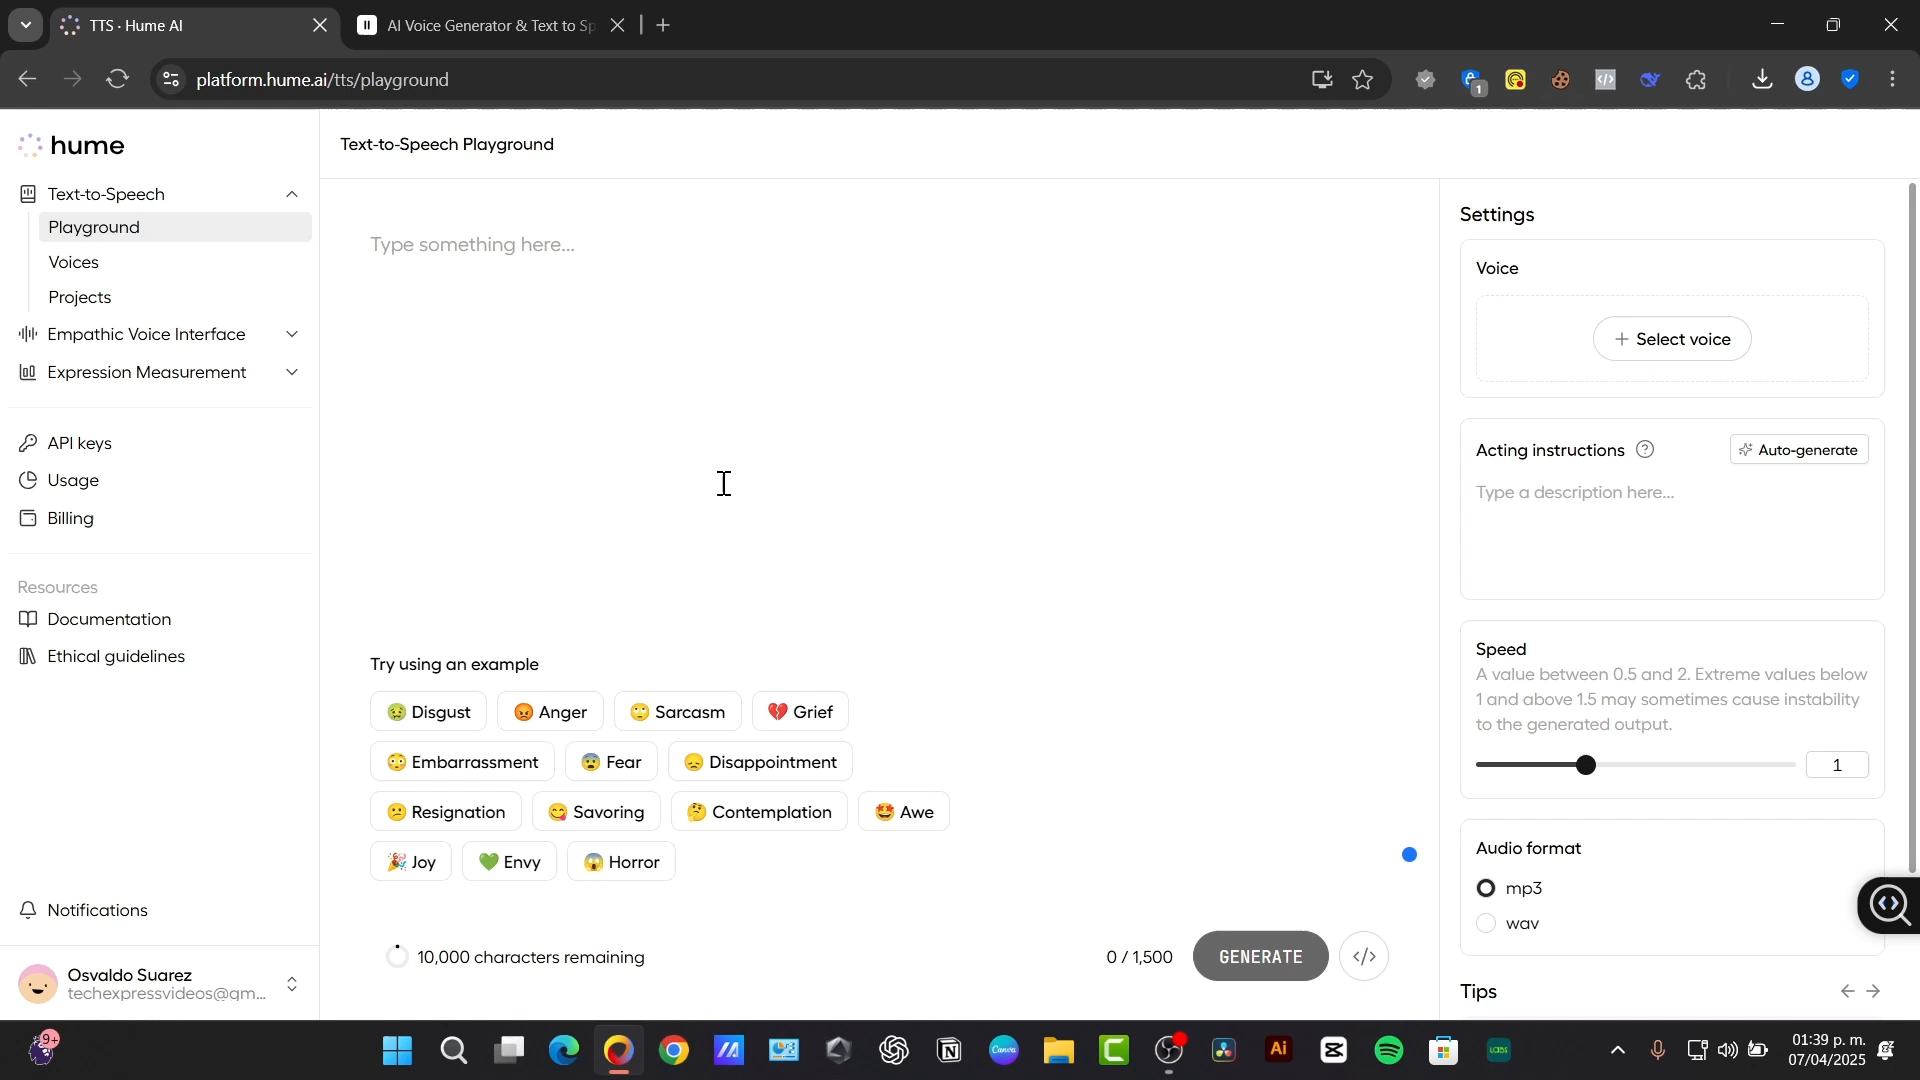 TTS · Hume AI
AI Voice Generator & Text to Sp
platform.hume.ai/tts/playground
1
hume
Text-to-Speech Playground
Text-to-Speech
Playground
Voices
Projects
Empathic Voice Interface
Expression Measurement
API keys
Usage
Billing
Resources
Documentation
Ethical guidelines
Notifications
Osvaldo Suarez
techexpressvideos@gm...
Type something here...
Try using an example
🤢 Disgust
😡 Anger
🙄 Sarcasm
💔 Grief
😳 Embarrassment
😨 Fear
😞 Disappointment
😕 Resignation
😋 Savoring
🤔 Contemplation
🤩 Awe
🎉 Joy
💚 Envy
😱 Horror
10,000 characters remaining
0 / 1,500
GENERATE
</>
Settings
Voice
+ Select voice
Acting instructions
Auto-generate
Type a description here...
Speed
A value between 0.5 and 2. Extreme values below
1 and above 1.5 may sometimes cause instability
to the generated output.
1
Audio format
mp3
wav
Tips
9+
Canva
Ai
01:39 p. m.
07/04/2025